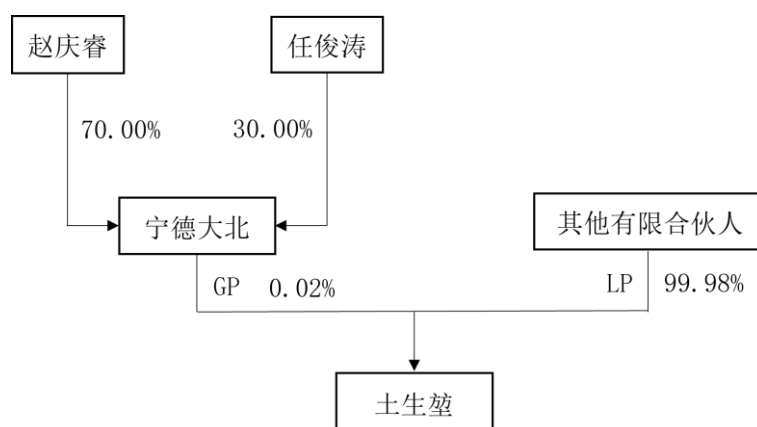 赵庆睿
任俊涛
70.00%
30.00%
宁德大北
其他有限合伙人
GP 0.02%
LP 99.98%
土生堃